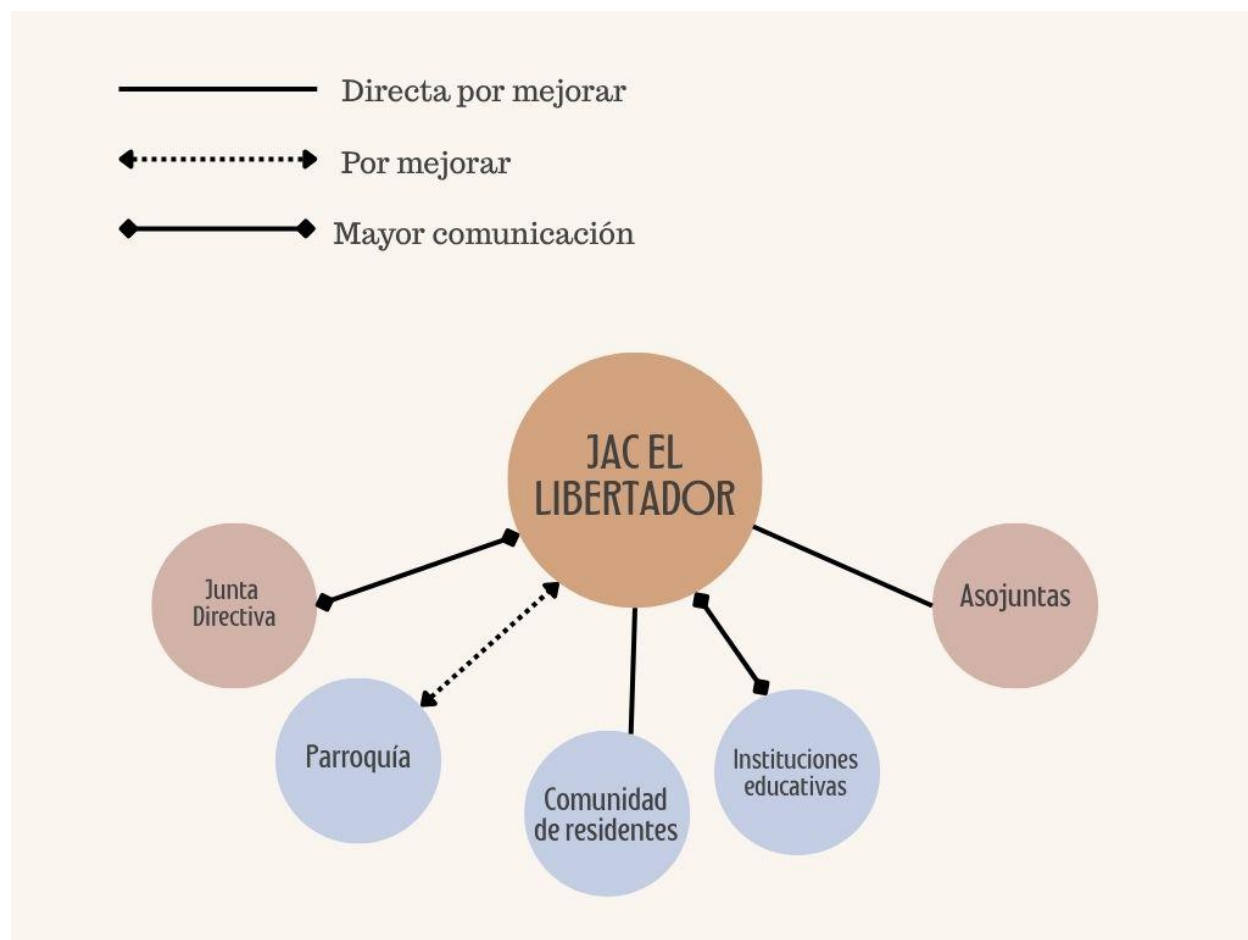 Directa por mejorar
Por mejorar
Mayor comunicación
JAC EL
LIBERTADOR
Junta
Directiva
Asojuntas
Parroquía
Comunidad
de residentes
Instituciones
educativas